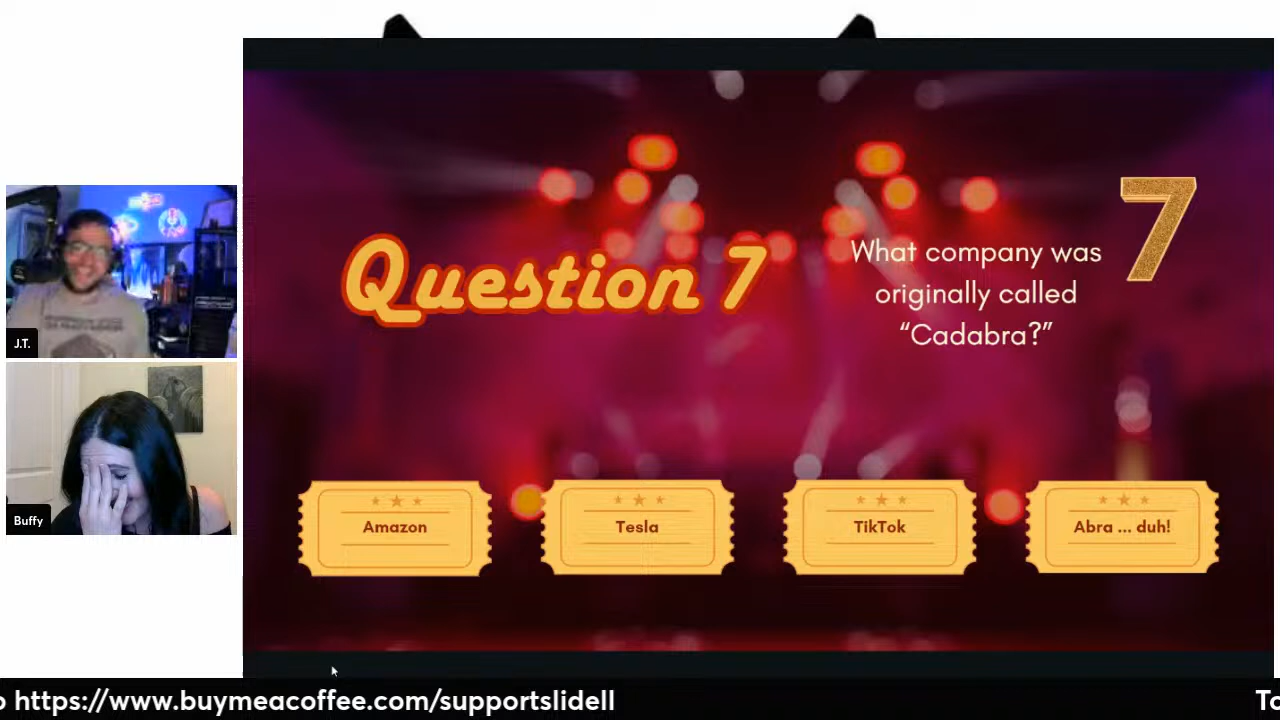 Question 7
What company was
originally called
“Cadabra?”
7
Amazon
Tesla
TikTok
Abra ... duh!
J.T.
Buffy
https://www.buymeacoffee.com/supportslidell